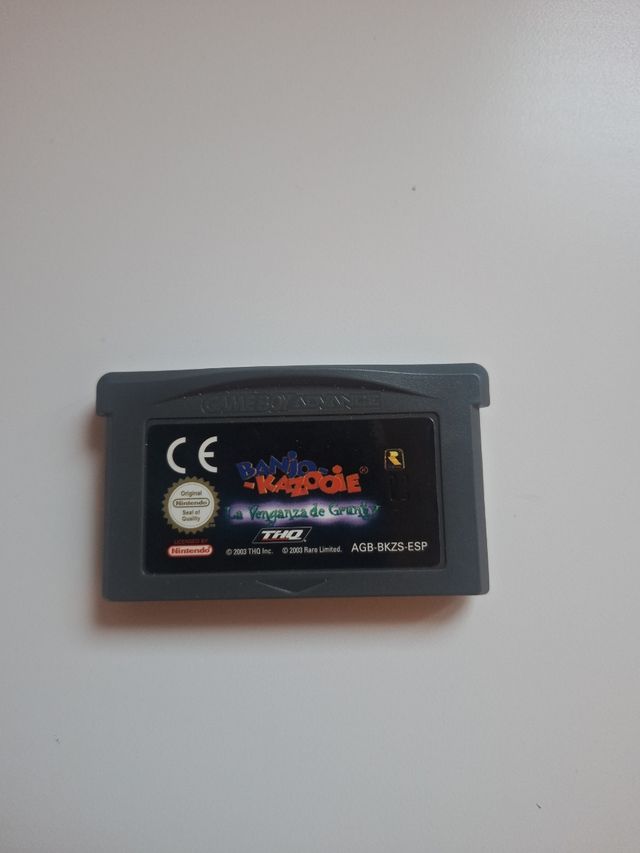 GAME BOY ADVANCE
CE
BANJO-
-KAZOOIE®
La Venganza de Grunty
Original
Nintendo
Seal of
Quality
THQ
LICENSED BY
Nintendo
© 2003 THQ Inc. © 2003 Rare Limited.
AGB-BKZS-ESP
R